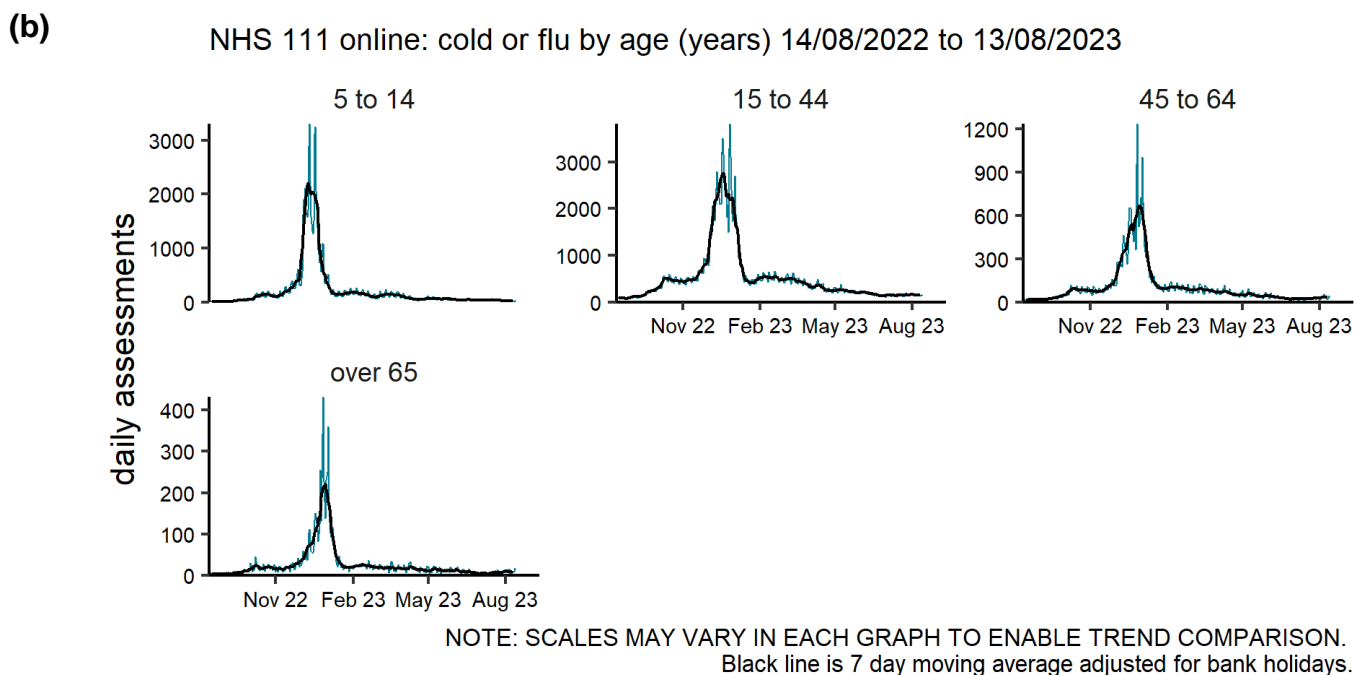 (b)
NHS 111 online: cold or flu by age (years) 14/08/2022 to 13/08/2023
daily assessments
5 to 14
3000
2000
1000
0
15 to 44
3000
2000
1000
0
Nov 22 Feb 23 May 23 Aug 23
45 to 64
1200
900
600
300
0
Nov 22 Feb 23 May 23 Aug 23
over 65
400
300
200
100
0
Nov 22 Feb 23 May 23 Aug 23
NOTE: SCALES MAY VARY IN EACH GRAPH TO ENABLE TREND COMPARISON.
Black line is 7 day moving average adjusted for bank holidays.